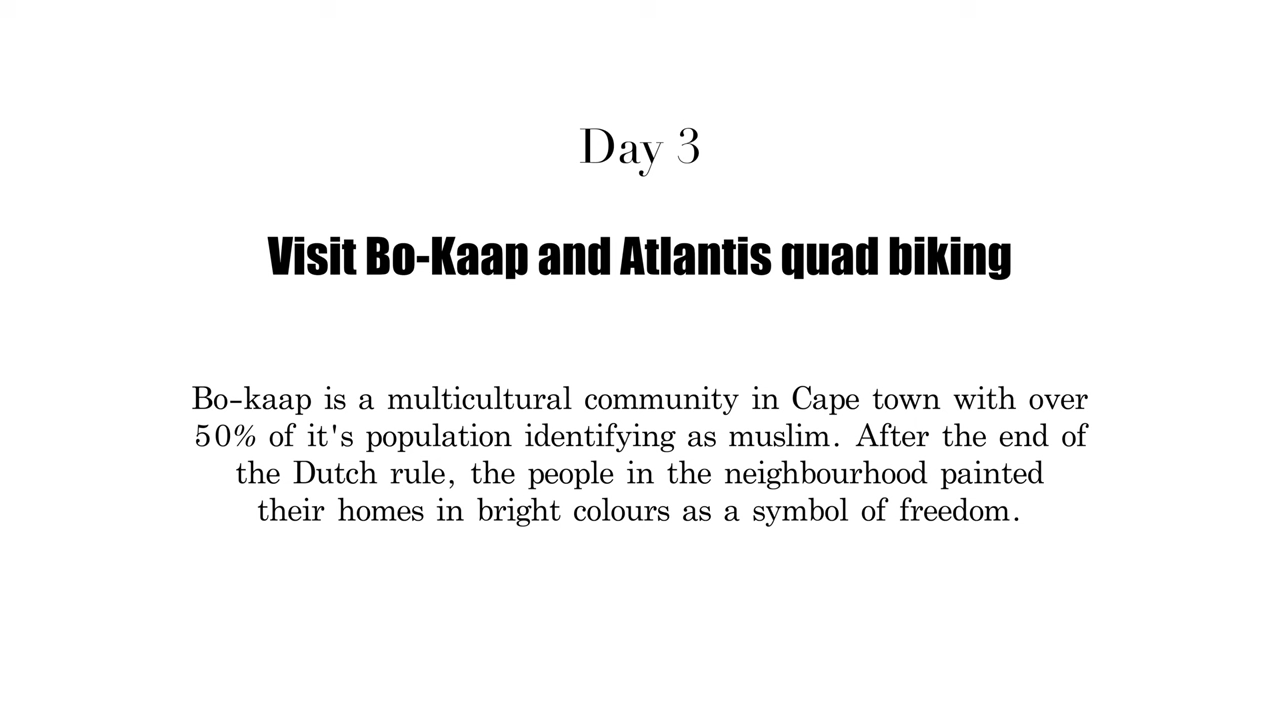 Day 3
Visit Bo-Kaap and Atlantis quad biking
Bo-kaap is a multicultural community in Cape town with over
50% of it's population identifying as muslim. After the end of
the Dutch rule, the people in the neighbourhood painted
their homes in bright colours as a symbol of freedom.